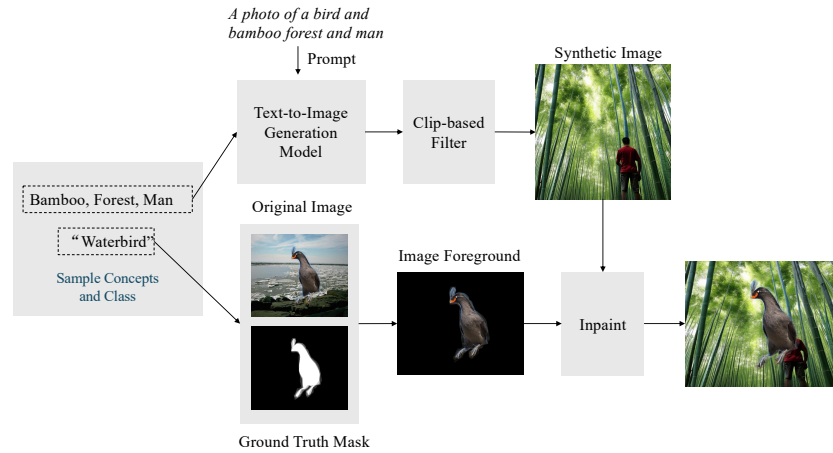 A photo of a bird and
bamboo forest and man
Prompt
Synthetic Image
Text-to-Image
Generation
Model
Clip-based
Filter
Bamboo, Forest, Man
“Waterbird”
Sample Concepts
and Class
Original Image
Image Foreground
Inpaint
Ground Truth Mask